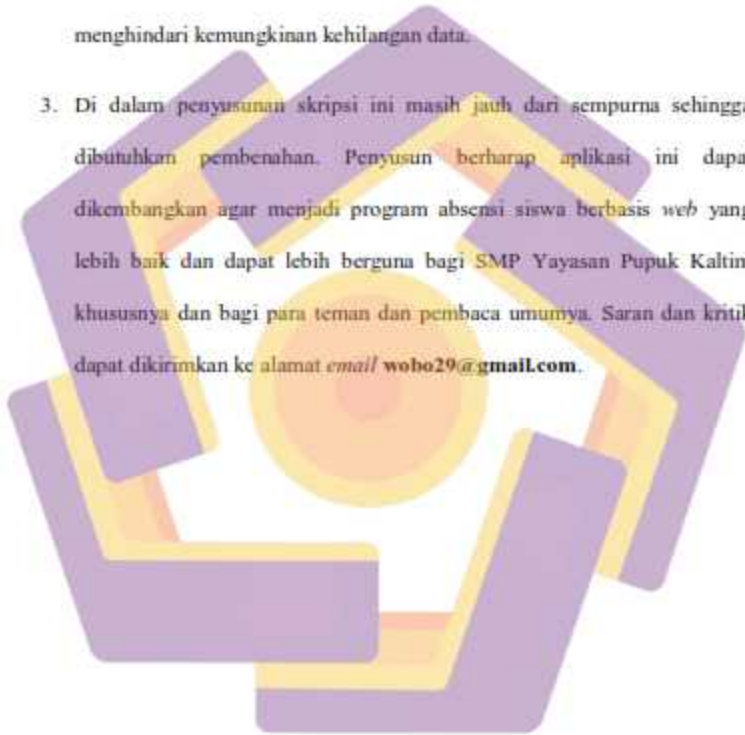 menghindari kemungkinan kehilangan data.
3. Di dalam penyusunan skripsi ini masih jauh dari sempurna sehingg
dibutuhkan pembenahan. Penyusun berharap aplikasi ini dapa
dikembangkan agar menjadi program absensi siswa berbasis web yang
lebih baik dan dapat lebih berguna bagi SMP Yayasan Pupuk Kaltim
khususnya dan bagi para teman dan pembaca umumya. Saran dan kritik
dapat dikirimkan ke alamat email wobo29@gmail.com.